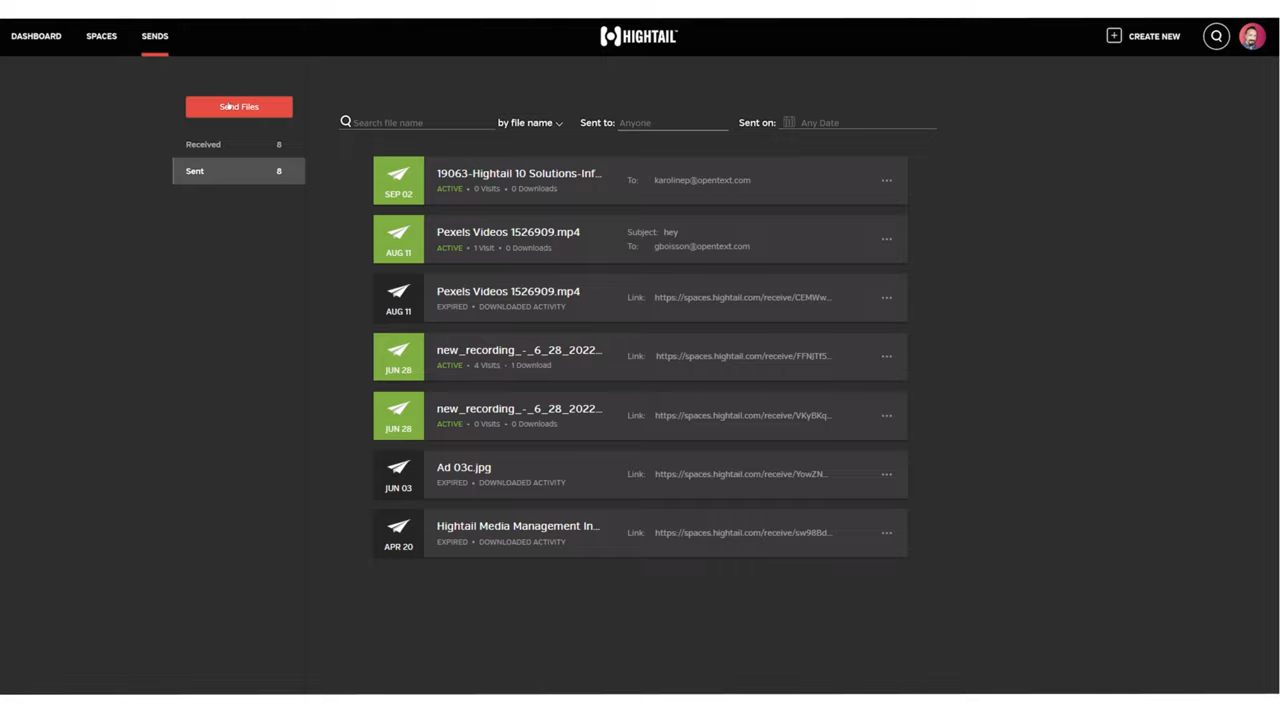 DASHBOARD SPACES SENDS HIGHTAIL CREATE NEW
Send Files
Received 8
Sent 8
Search file name by file name Sent to: Anyone Sent on: Any Date
19063-Hightail 10 Solutions-Inf...
ACTIVE • 0 Visits • 0 Downloads
SEP 02
To: karolinep@opentext.com
...
Pexels Videos 1526909.mp4
ACTIVE • 1 Visit • 0 Downloads
AUG 11
Subject: hey
To: gboisson@opentext.com
...
Pexels Videos 1526909.mp4
EXPIRED • DOWNLOADED ACTIVITY
AUG 11
Link: https://spaces.hightail.com/receive/CEMWw...
...
new_recording_-_6_28_2022...
ACTIVE • 4 Visits • 1 Download
JUN 28
Link: https://spaces.hightail.com/receive/FFNJTf5...
...
new_recording_-_6_28_2022...
ACTIVE • 0 Visits • 0 Downloads
JUN 28
Link: https://spaces.hightail.com/receive/VKyBKq...
...
Ad 03c.jpg
EXPIRED • DOWNLOADED ACTIVITY
JUN 03
Link: https://spaces.hightail.com/receive/YowZN...
...
Hightail Media Management In...
EXPIRED • DOWNLOADED ACTIVITY
APR 20
Link: https://spaces.hightail.com/receive/sw98Bd...
...